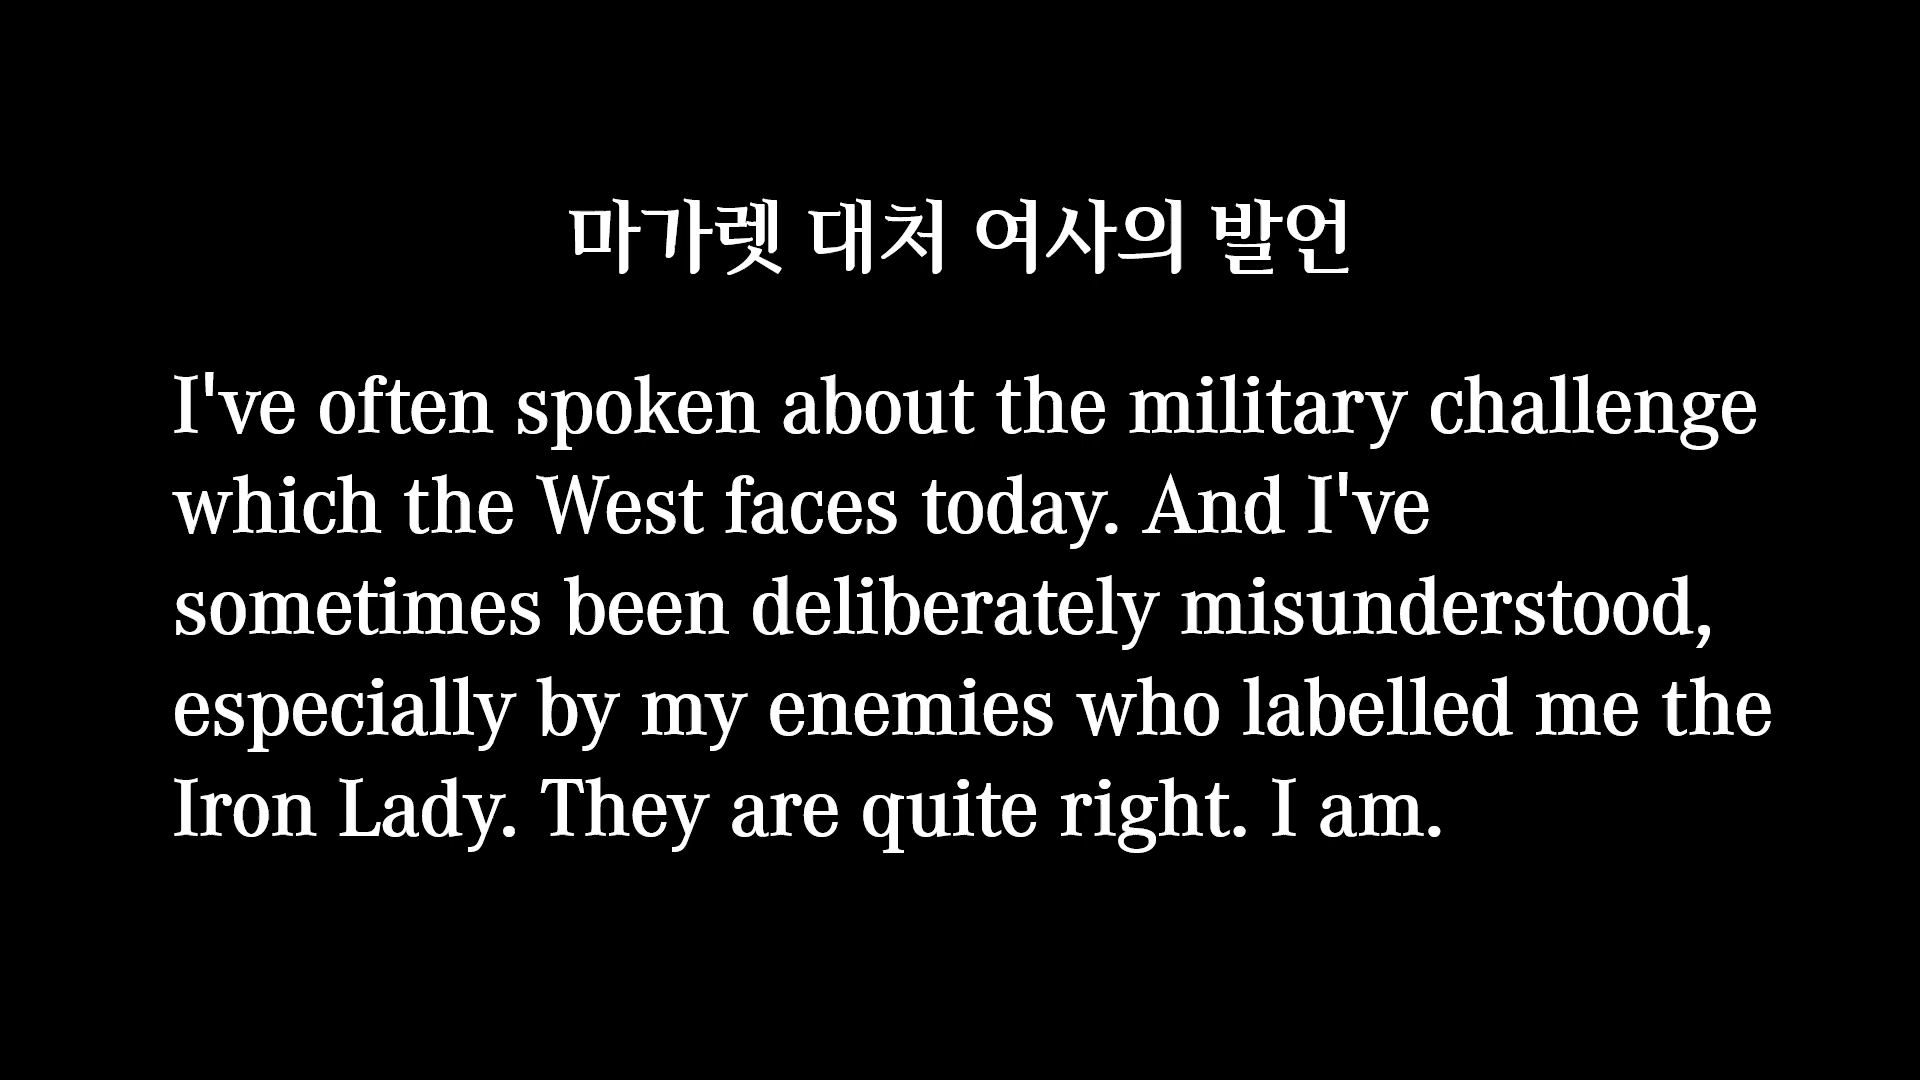 마가렛 대처 여사의 발언
I've often spoken about the military challenge
which the West faces today. And I've
sometimes been deliberately misunderstood,
especially by my enemies who labelled me the
Iron Lady. They are quite right. I am.